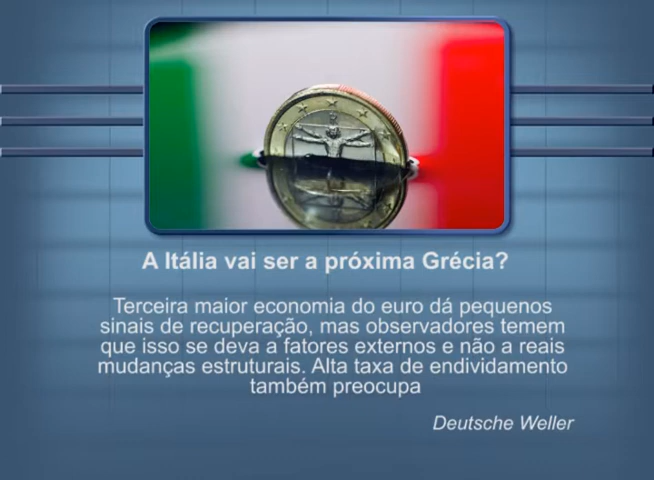 A Itália vai ser a próxima Grécia?
Terceira maior economia do euro dá pequenos
sinais de recuperação, mas observadores temem
que isso se deva a fatores externos e não a reais
mudanças estruturais. Alta taxa de endividamento
também preocupa
Deutsche Weller